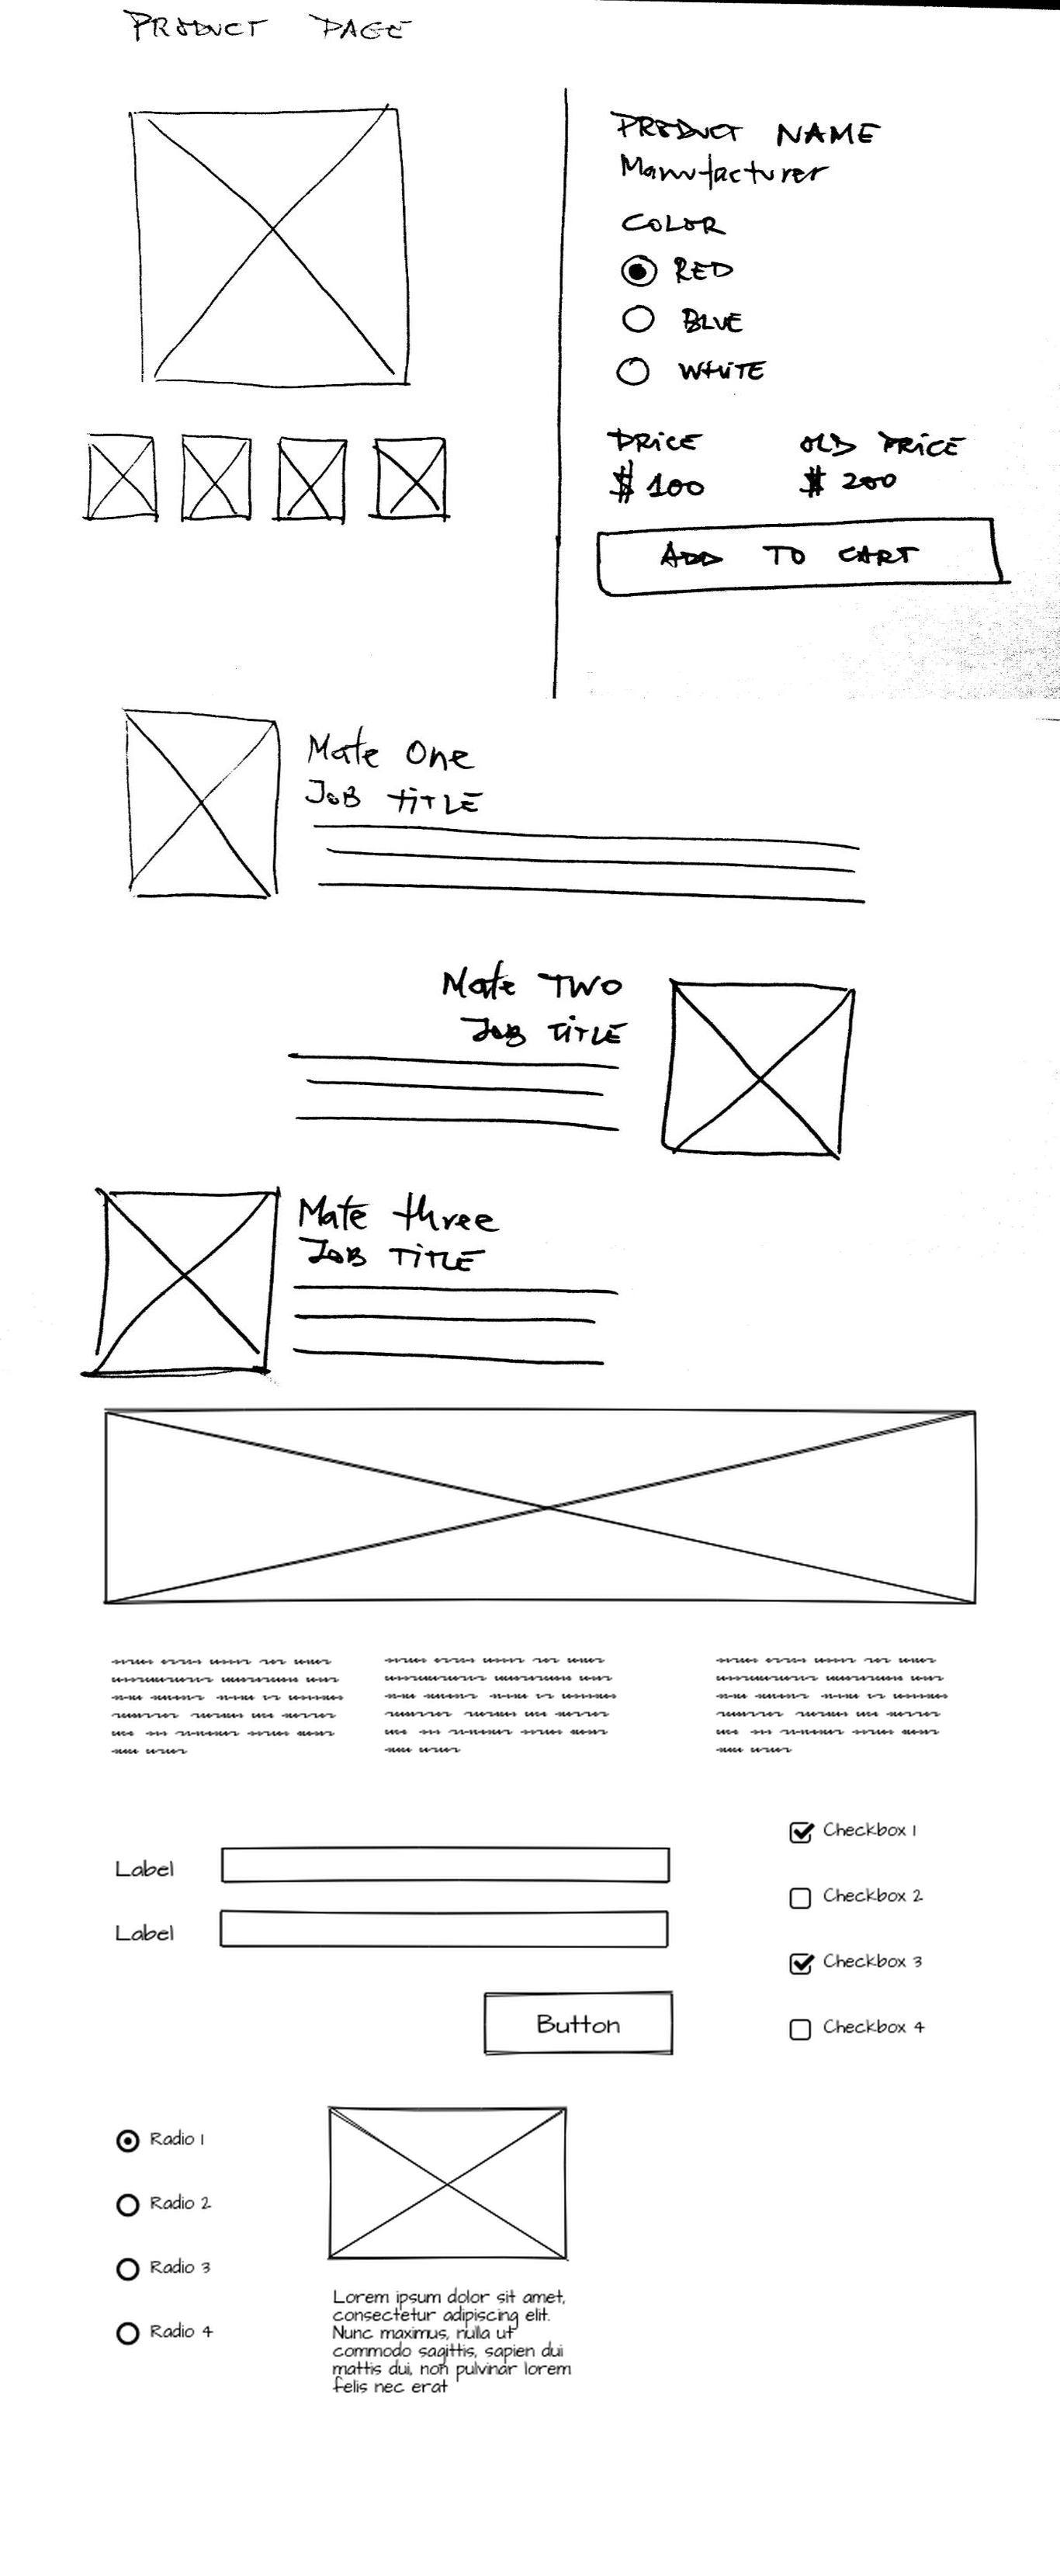 PRODUCT PAGE
PRODUCT NAME
Manufacturer
COLOR
RED
BLUE
WHITE
PRICE OLD PRICE
$100 $200
ADD TO CART
Mate One
JOB TITLE
Mate TWO
JOB TITLE
Mate three
JOB TITLE
Label
Label
Button
Checkbox 1
Checkbox 2
Checkbox 3
Checkbox 4
Radio 1
Radio 2
Radio 3
Radio 4
Lorem ipsum dolor sit amet,
consectetur adipiscing elit.
Nunc maximus, nulla ut
commodo sagittis, sapien dui
mattis dui, non pulvinar lorem
felis nec erat